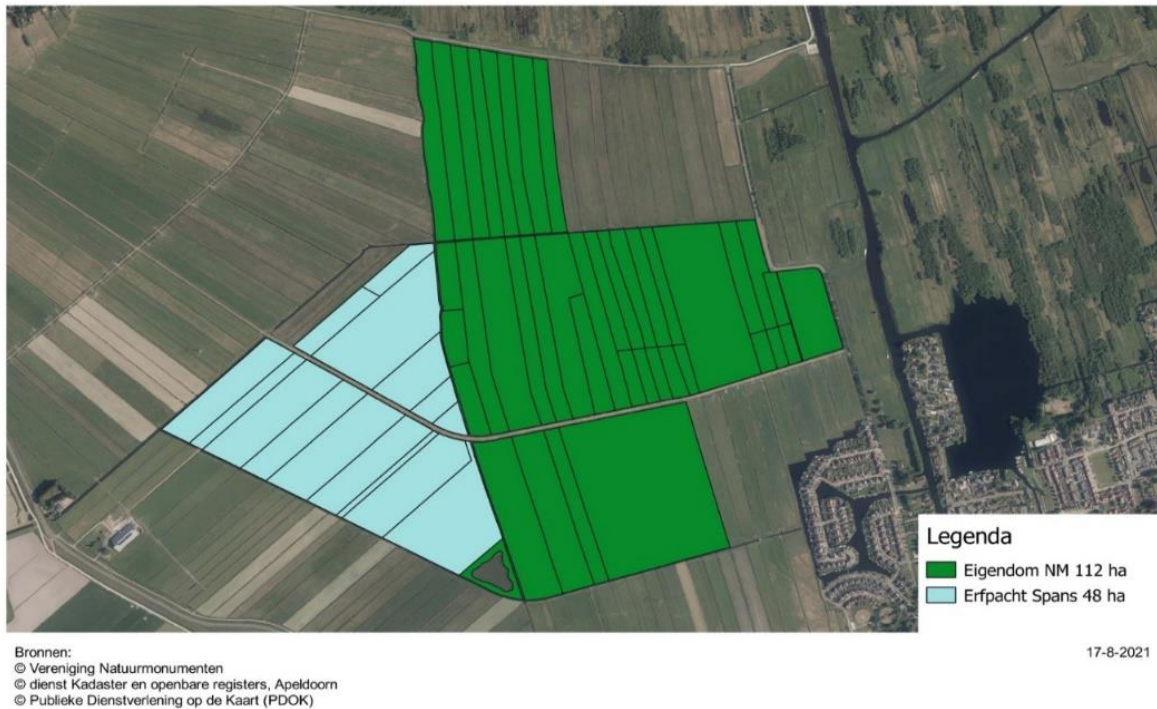 Legenda
Eigendom NM 112 ha
Erfpacht Spans 48 ha
Bronnen:
© Vereniging Natuurmonumenten
© dienst Kadaster en openbare registers, Apeldoorn
© Publieke Dienstverlening op de Kaart (PDOK)
17-8-2021